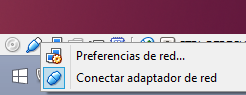 Preferencias de red...
Conectar adaptador de red